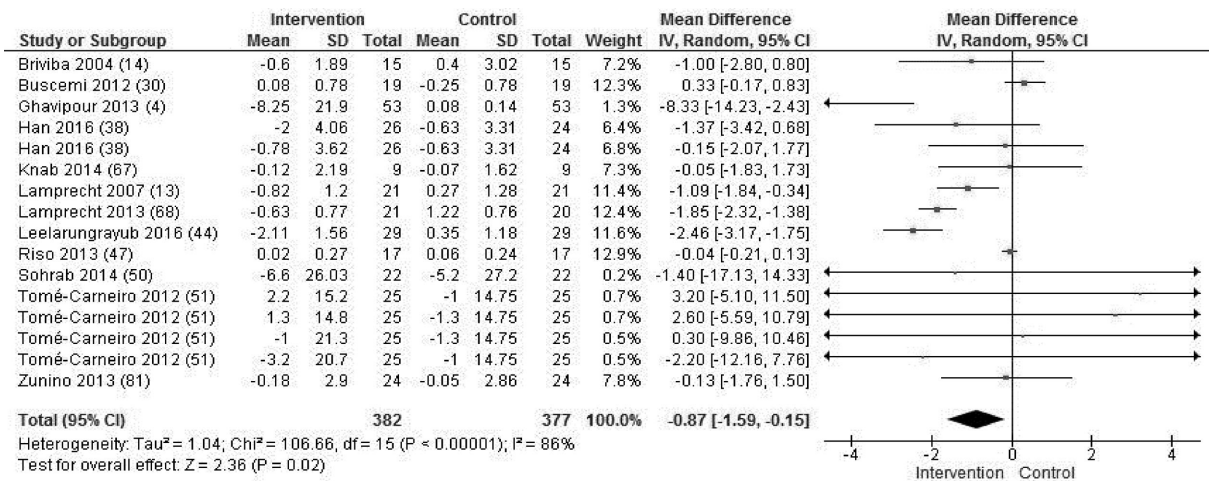 Intervention Control Mean Difference Mean Difference
Study or Subgroup Mean SD Total Mean SD Total Weight IV, Random, 95% CI IV, Random, 95% CI
Briviba 2004 (14) -0.6 1.89 15 0.4 3.02 15 7.2% -1.00 [-2.80, 0.80]
Buscemi 2012 (30) 0.08 0.78 19 -0.25 0.78 19 12.3% 0.33 [-0.17, 0.83]
Ghavipour 2013 (4) -8.25 21.9 53 0.08 0.14 53 1.3% -8.33 [-14.23, -2.43]
Han 2016 (38) -2 4.06 26 -0.63 3.31 24 6.4% -1.37 [-3.42, 0.68]
Han 2016 (38) -0.78 3.62 26 -0.63 3.31 24 6.8% -0.15 [-2.07, 1.77]
Knab 2014 (67) -0.12 2.19 9 -0.07 1.62 9 7.3% -0.05 [-1.83, 1.73]
Lamprecht 2007 (13) -0.82 1.2 21 0.27 1.28 21 11.4% -1.09 [-1.84, -0.34]
Lamprecht 2013 (68) -0.63 0.77 21 1.22 0.76 20 12.4% -1.85 [-2.32, -1.38]
Leelarungrayub 2016 (44) -2.11 1.56 29 0.35 1.18 29 11.6% -2.46 [-3.17, -1.75]
Riso 2013 (47) 0.02 0.27 17 0.06 0.24 17 12.9% -0.04 [-0.21, 0.13]
Sohrab 2014 (50) -6.6 26.03 22 -5.2 27.2 22 0.2% -1.40 [-17.13, 14.33]
Tomé-Carneiro 2012 (51) 2.2 15.2 25 -1 14.75 25 0.7% 3.20 [-5.10, 11.50]
Tomé-Carneiro 2012 (51) 1.3 14.8 25 -1.3 14.75 25 0.7% 2.60 [-5.59, 10.79]
Tomé-Carneiro 2012 (51) -1 21.3 25 -1.3 14.75 25 0.5% 0.30 [-9.86, 10.46]
Tomé-Carneiro 2012 (51) -3.2 20.7 25 -1 14.75 25 0.5% -2.20 [-12.16, 7.76]
Zunino 2013 (81) -0.18 2.9 24 -0.05 2.86 24 7.8% -0.13 [-1.76, 1.50]
Total (95% CI) 382 377 100.0% -0.87 [-1.59, -0.15]
Heterogeneity: Tau² = 1.04; Chi² = 106.66, df = 15 (P < 0.00001); I² = 86%
Test for overall effect: Z = 2.36 (P = 0.02)
-4 -2 0 2 4
Intervention Control